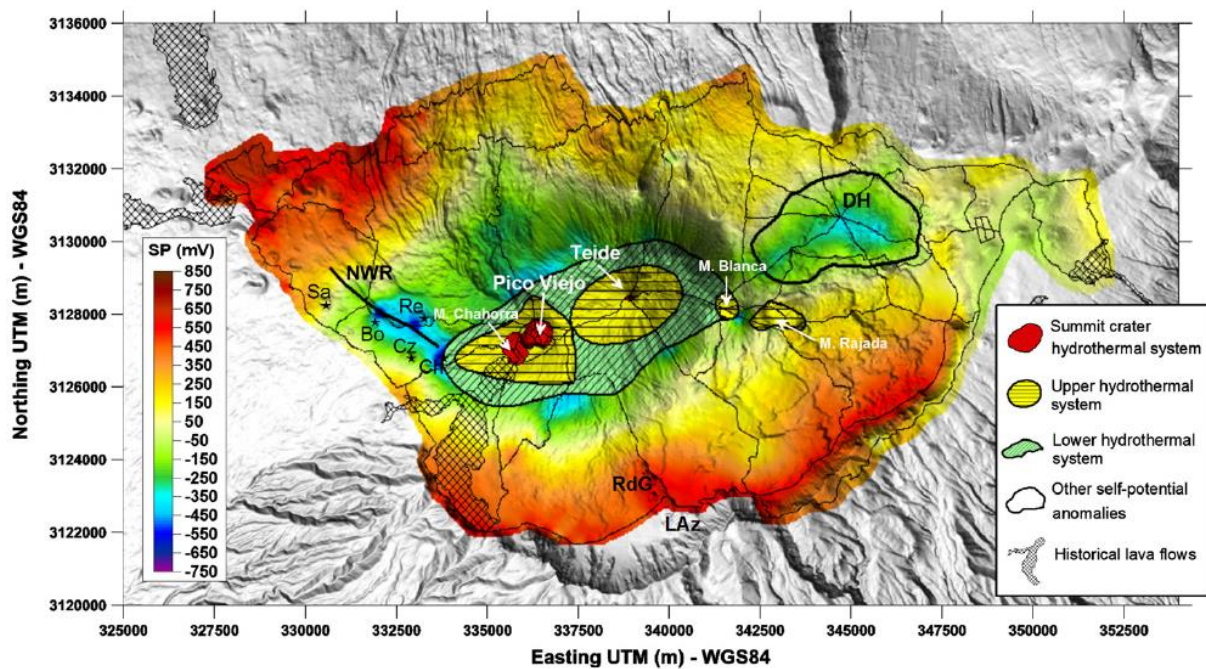 3136000
3134000
3132000
3130000
3128000
3126000
3124000
3122000
3120000
Northing UTM (m) - WGS84
325000 327500 330000 332500 335000 337500 340000 342500 345000 347500 350000 352500
Easting UTM (m) - WGS84
SP (mV)
850
750
650
550
450
350
250
150
50
-50
-150
-250
-350
-450
-550
-650
-750
DH
Teide
M. Blanca
NWR
Pico Viejo
Sa
Re
M. Chahorra
Bo
M. Rajada
Cz
Ch
RdG
LAz
Summit crater
hydrothermal system
Upper hydrothermal
system
Lower hydrothermal
system
Other self-potential
anomalies
Historical lava flows